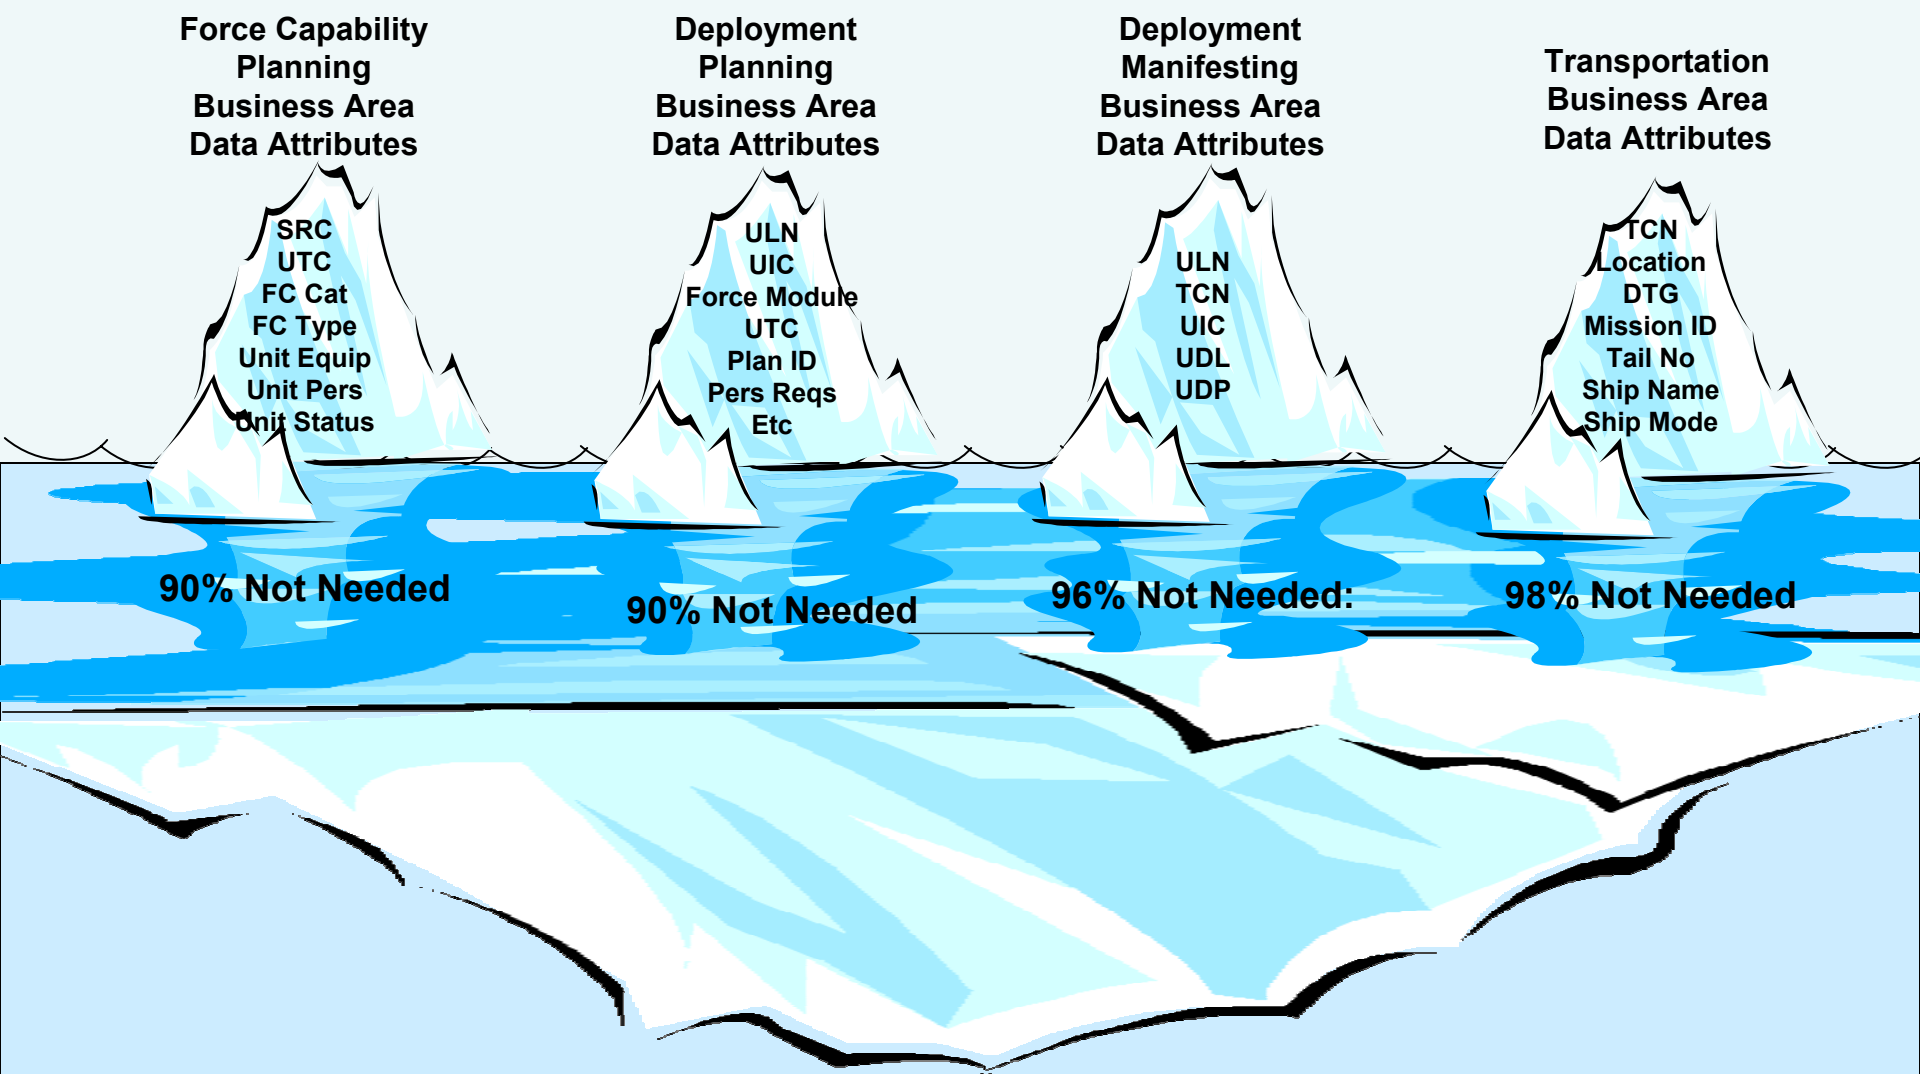 Force Capability
Planning
Business Area
Data Attributes
SRC
UTC
FC Cat
FC Type
Unit Equip
Unit Pers
Unit Status
90% Not Needed
Deployment
Planning
Business Area
Data Attributes
ULN
UIC
Force Module
UTC
Plan ID
Pers Reqs
Etc
90% Not Needed
Deployment
Manifesting
Business Area
Data Attributes
ULN
TCN
UIC
UDL
UDP
96% Not Needed:
Transportation
Business Area
Data Attributes
TCN
Location
DTG
Mission ID
Tail No
Ship Name
Ship Mode
98% Not Needed